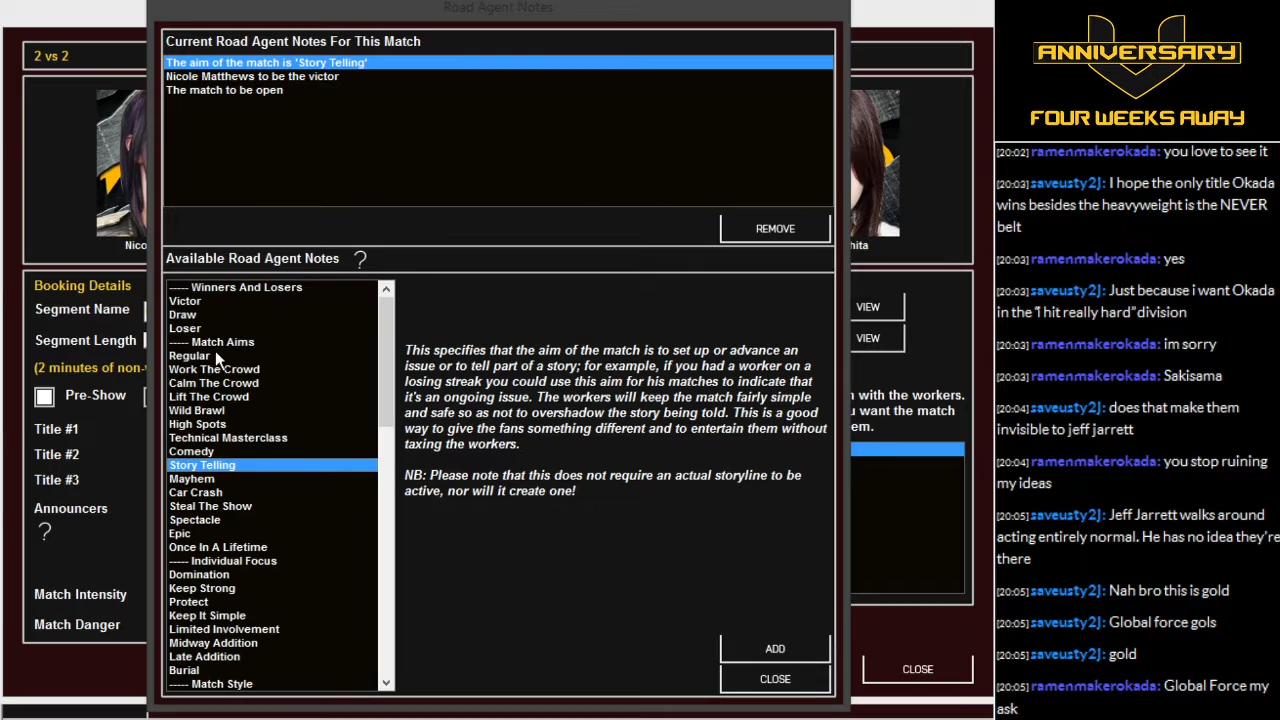 Road Agent Notes
2 vs 2
Nico
hita
Current Road Agent Notes For This Match
The aim of the match is 'Story Telling'
Nicole Matthews to be the victor
The match to be open
REMOVE
Available Road Agent Notes ?
----- Winners And Losers
Victor
Draw
Loser
----- Match Aims
Regular
Work The Crowd
Calm The Crowd
Lift The Crowd
Wild Brawl
High Spots
Technical Masterclass
Comedy
Story Telling
Mayhem
Car Crash
Steal The Show
Spectacle
Epic
Once In A Lifetime
----- Individual Focus
Domination
Keep Strong
Protect
Keep It Simple
Limited Involvement
Midway Addition
Late Addition
Burial
----- Match Style
This specifies that the aim of the match is to set up or advance an
issue or to tell part of a story; for example, if you had a worker on a
losing streak you could use this aim for his matches to indicate that
it's an ongoing issue. The workers will keep the match fairly simple
and safe so as not to overshadow the story being told. This is a good
way to give the fans something different and to entertain them without
taxing the workers.
NB: Please note that this does not require an actual storyline to be
active, nor will it create one!
ADD
CLOSE
Booking Details
Segment Name
Segment Length
(2 minutes of non-
Pre-Show
Title #1
Title #2
Title #3
Announcers
?
Match Intensity
Match Danger
VIEW
VIEW
n with the workers.
u want the match
em.
CLOSE
ANNIVERSARY
FOUR WEEKS AWAY
[20:02] ramenmakerokada: you love to see it
[20:03] saveusty2J: I hope the only title Okada
wins besides the heavyweight is the NEVER
belt
[20:03] ramenmakerokada: yes
[20:03] saveusty2J: Just because i want Okada
in the "I hit really hard" division
[20:03] ramenmakerokada: im sorry
[20:03] ramenmakerokada: Sakisama
[20:04] saveusty2J: does that make them
invisible to jeff jarrett
[20:04] ramenmakerokada: you stop ruining
my ideas
[20:05] saveusty2J: Jeff Jarrett walks around
acting entirely normal. He has no idea they're
there
[20:05] saveusty2J: Nah bro this is gold
[20:05] saveusty2J: Global force gols
[20:05] saveusty2J: gold
[20:05] ramenmakerokada: Global Force my
ask